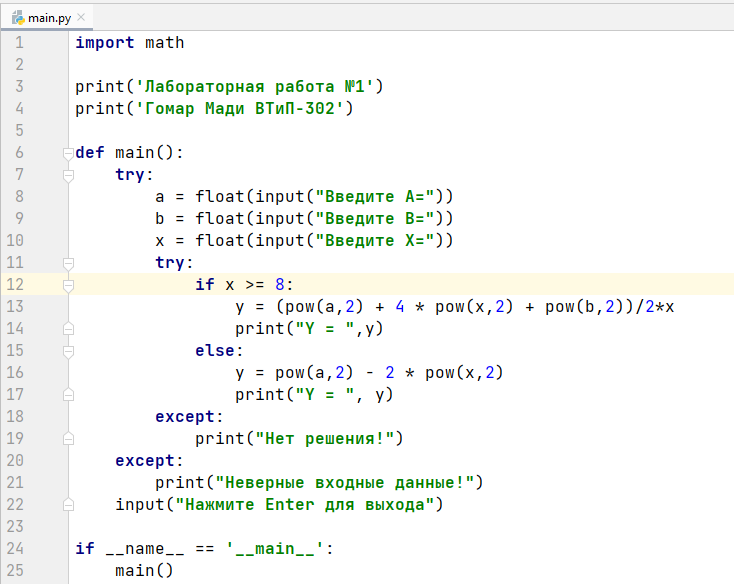 main.py
1 import math
2
3 print('Лабораторная работа №1')
4 print('Гомар Мади ВТиП-302')
5
6 def main():
7     try:
8         a = float(input("Введите A="))
9         b = float(input("Введите B="))
10         x = float(input("Введите X="))
11         try:
12             if x >= 8:
13                 y = (pow(a,2) + 4 * pow(x,2) + pow(b,2))/2*x
14                 print("Y = ",y)
15             else:
16                 y = pow(a,2) - 2 * pow(x,2)
17                 print("Y = ", y)
18         except:
19             print("Нет решения!")
20     except:
21         print("Неверные входные данные!")
22     input("Нажмите Enter для выхода")
23
24 if __name__ == '__main__':
25     main()